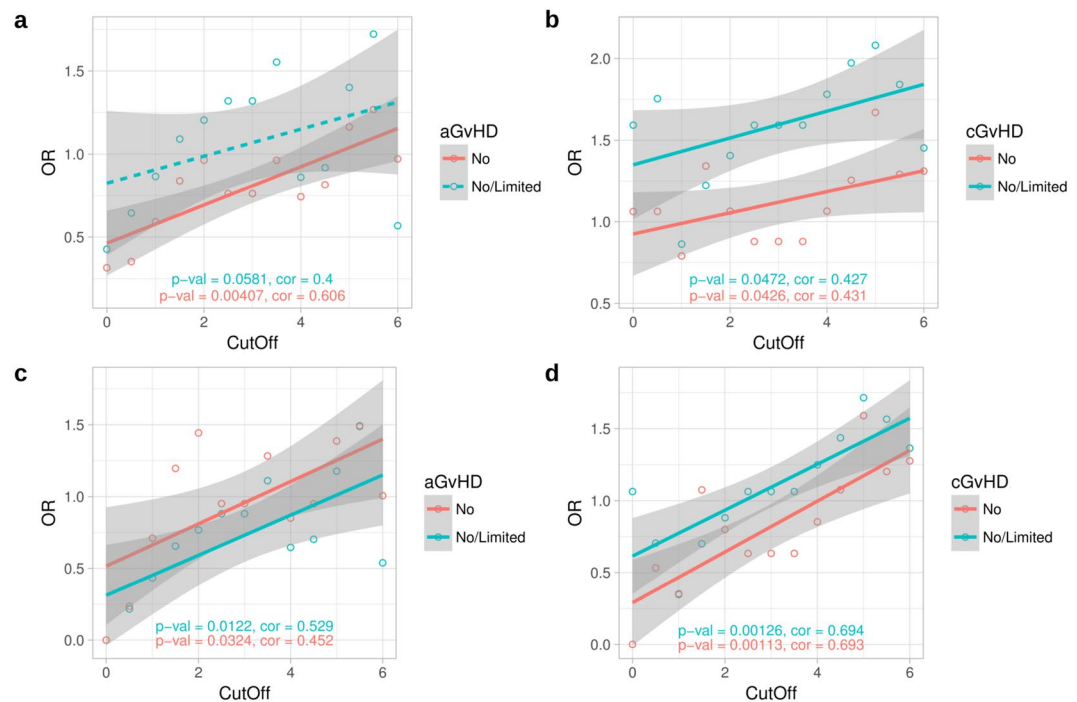 a
OR
1.5
1.0
0.5
p-val = 0.0581, cor = 0.4
p-val = 0.00407, cor = 0.606
0 2 4 6
CutOff
aGvHD
No
No/Limited
b
OR
2.0
1.5
1.0
0.5
p-val = 0.0472, cor = 0.427
p-val = 0.0426, cor = 0.431
0 2 4 6
CutOff
cGvHD
No
No/Limited
c
OR
1.5
1.0
0.5
0.0
p-val = 0.0122, cor = 0.529
p-val = 0.0324, cor = 0.452
0 2 4 6
CutOff
aGvHD
No
No/Limited
d
OR
1.5
1.0
0.5
0.0
p-val = 0.00126, cor = 0.694
p-val = 0.00113, cor = 0.693
0 2 4 6
CutOff
cGvHD
No
No/Limited